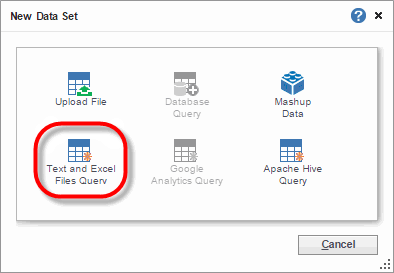 New Data Set
Upload File
Database
Query
Mashup
Data
Text and Excel
Files Query
Google
Analytics Query
Apache Hive
Query
Cancel